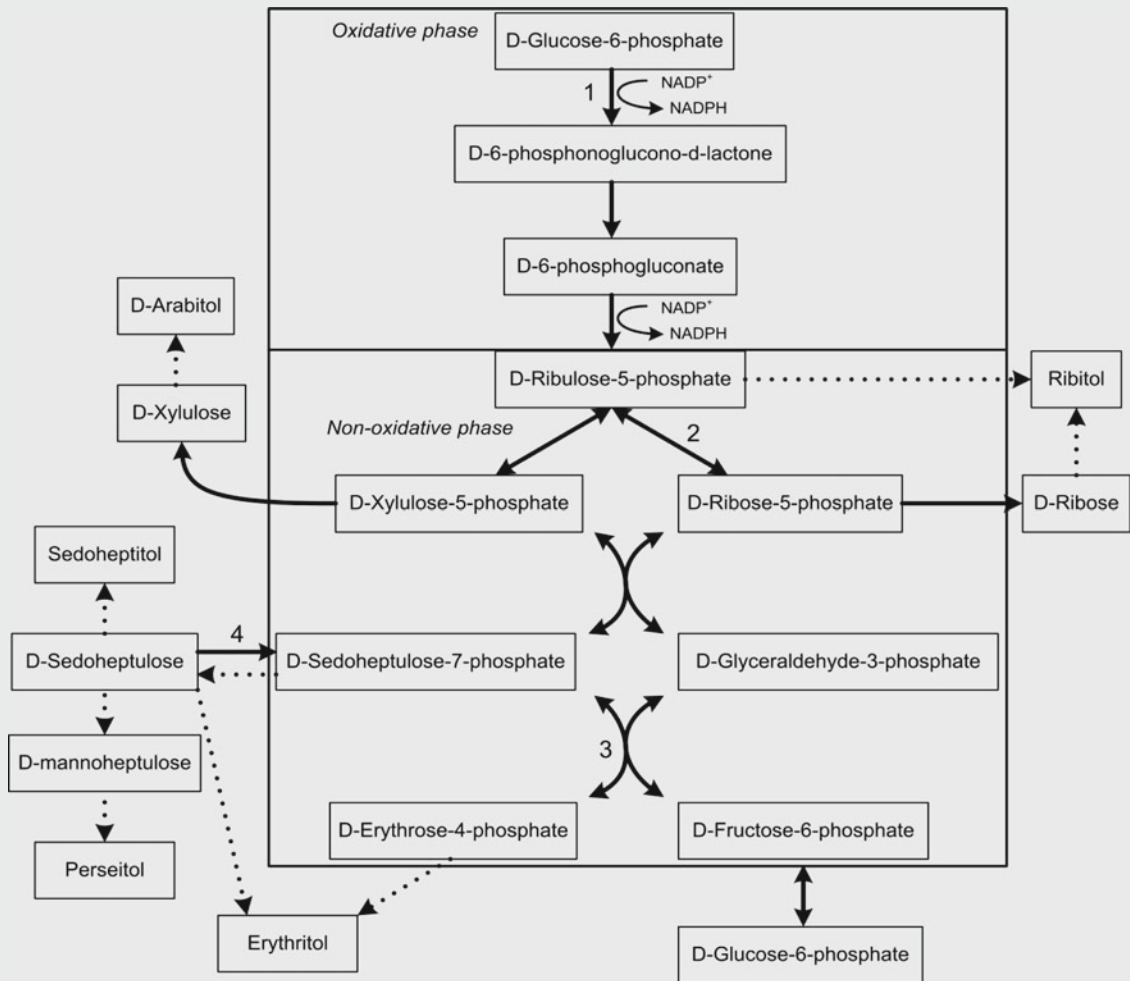 Oxidative phase
D-Glucose-6-phosphate
1
NADP⁺
NADPH
D-6-phosphonoglucono-d-lactone
D-6-phosphogluconate
NADP⁺
NADPH
D-Arabitol
D-Ribulose-5-phosphate
Ribitol
D-Xylulose
Non-oxidative phase
2
D-Xylulose-5-phosphate
D-Ribose-5-phosphate
D-Ribose
Sedoheptitol
4
D-Sedoheptulose
D-Sedoheptulose-7-phosphate
D-Glyceraldehyde-3-phosphate
D-mannoheptulose
3
D-Erythrose-4-phosphate
D-Fructose-6-phosphate
Perseitol
Erythritol
D-Glucose-6-phosphate